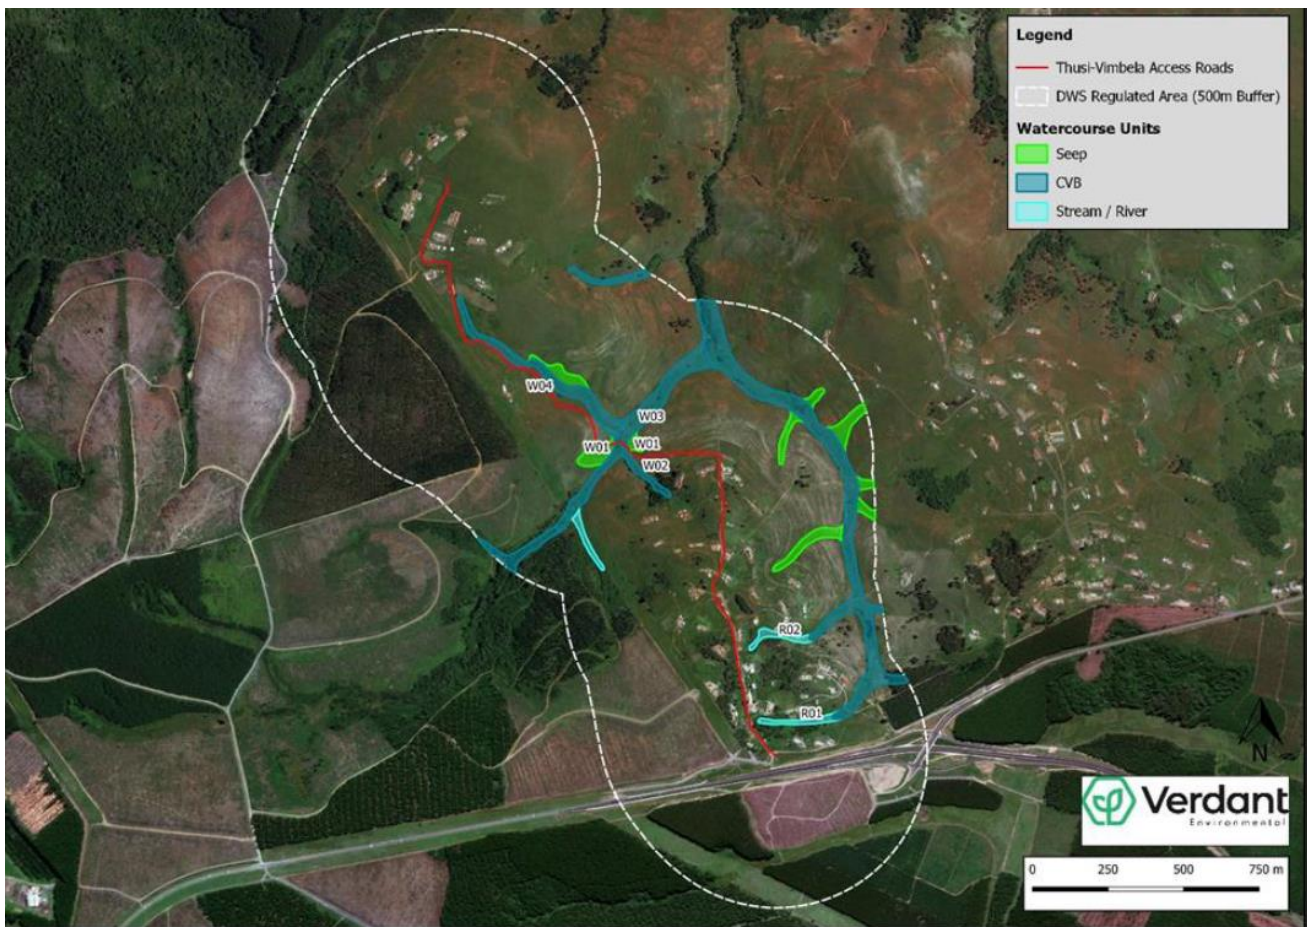 Legend
Thusi-Vimbela Access Roads
DWS Regulated Area (500m Buffer)
Watercourse Units
Seep
CVB
Stream / River
W04
W03
W01
W01
W02
R02
R01
N
Verdant
Environmental
0 250 500 750 m